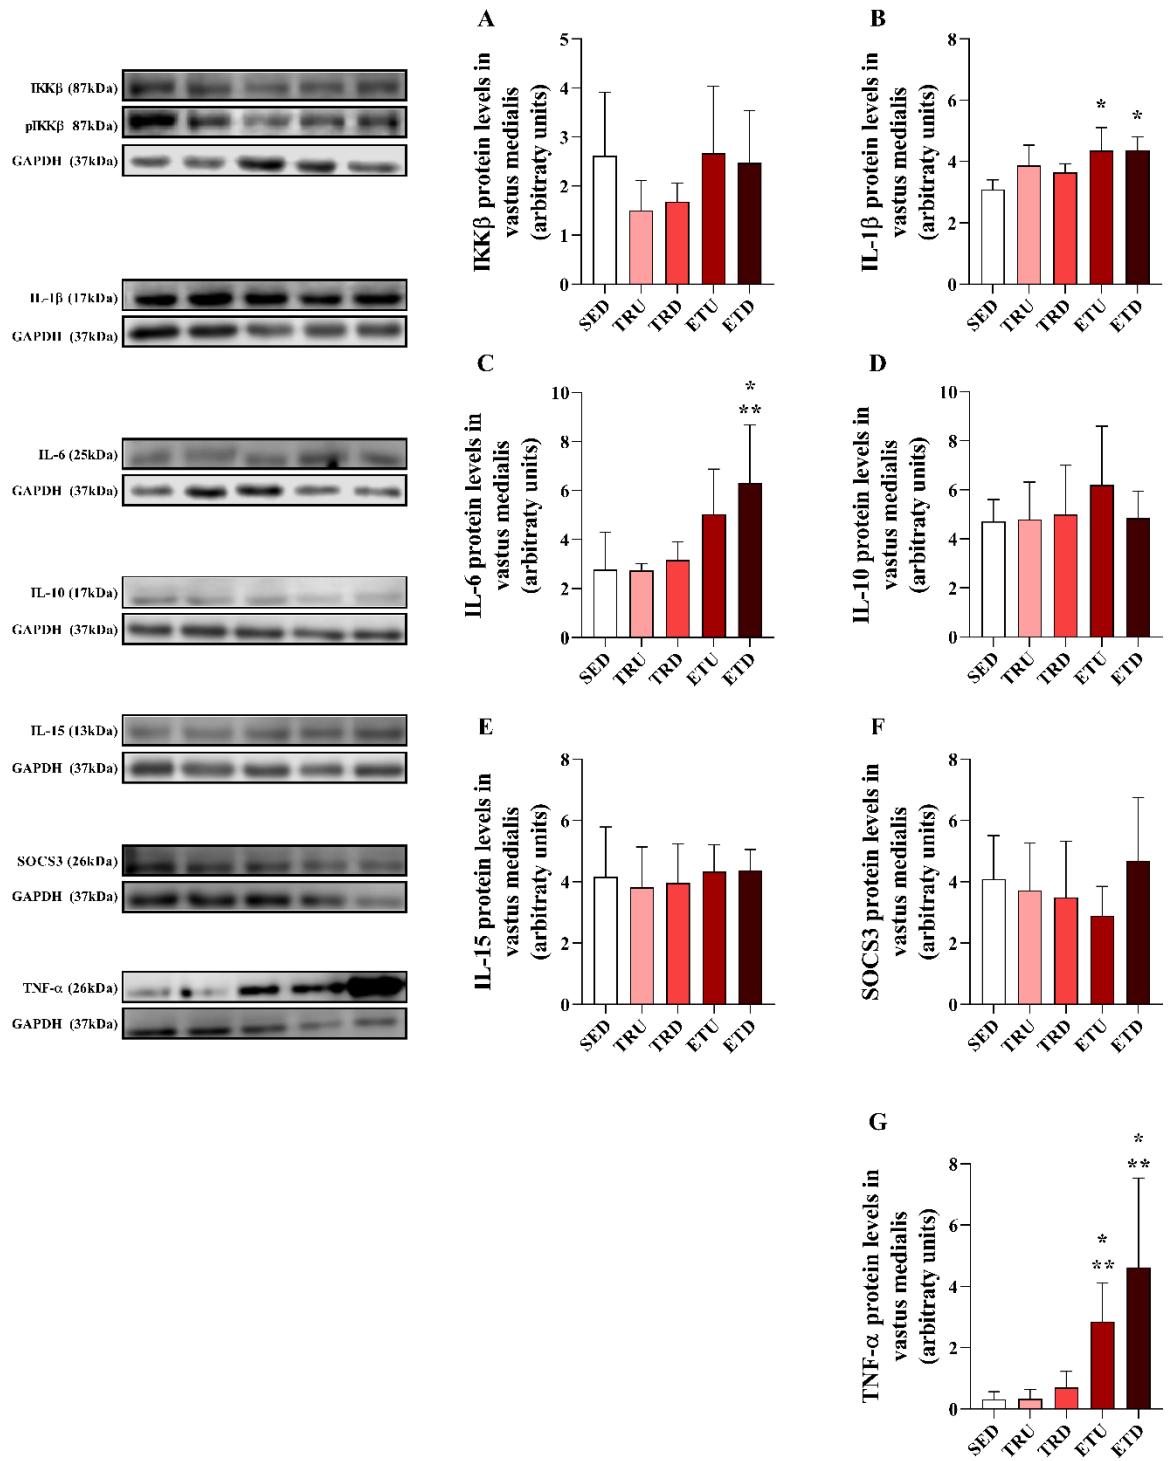 IKKβ (87kDa)
pIKKβ 87kDa)
GAPDH (37kDa)
IL-1β (17kDa)
GAPDH (37kDa)
IL-6 (25kDa)
GAPDH (37kDa)
IL-10 (17kDa)
GAPDH (37kDa)
IL-15 (13kDa)
GAPDH (37kDa)
SOCS3 (26kDa)
GAPDH (37kDa)
TNF-α (26kDa)
GAPDH (37kDa)
A
IKKβ protein levels in
vastus medialis
(arbitraty units)
5
4
3
2
1
0
SED TRU TRD ETU ETD
B
IL-1β protein levels in
vastus medialis
(arbitraty units)
8
6
4
2
0
* *
SED TRU TRD ETU ETD
C
IL-6 protein levels in
vastus medialis
(arbitraty units)
10
8
6
4
2
0
*
**
SED TRU TRD ETU ETD
D
IL-10 protein levels in
vastus medialis
(arbitraty units)
10
8
6
4
2
0
SED TRU TRD ETU ETD
E
IL-15 protein levels in
vastus medialis
(arbitraty units)
8
6
4
2
0
SED TRU TRD ETU ETD
F
SOCS3 protein levels in
vastus medialis
(arbitraty units)
8
6
4
2
0
SED TRU TRD ETU ETD
G
TNF-α protein levels in
vastus medialis
(arbitraty units)
8
6
4
2
0
*
**
*
**
SED TRU TRD ETU ETD